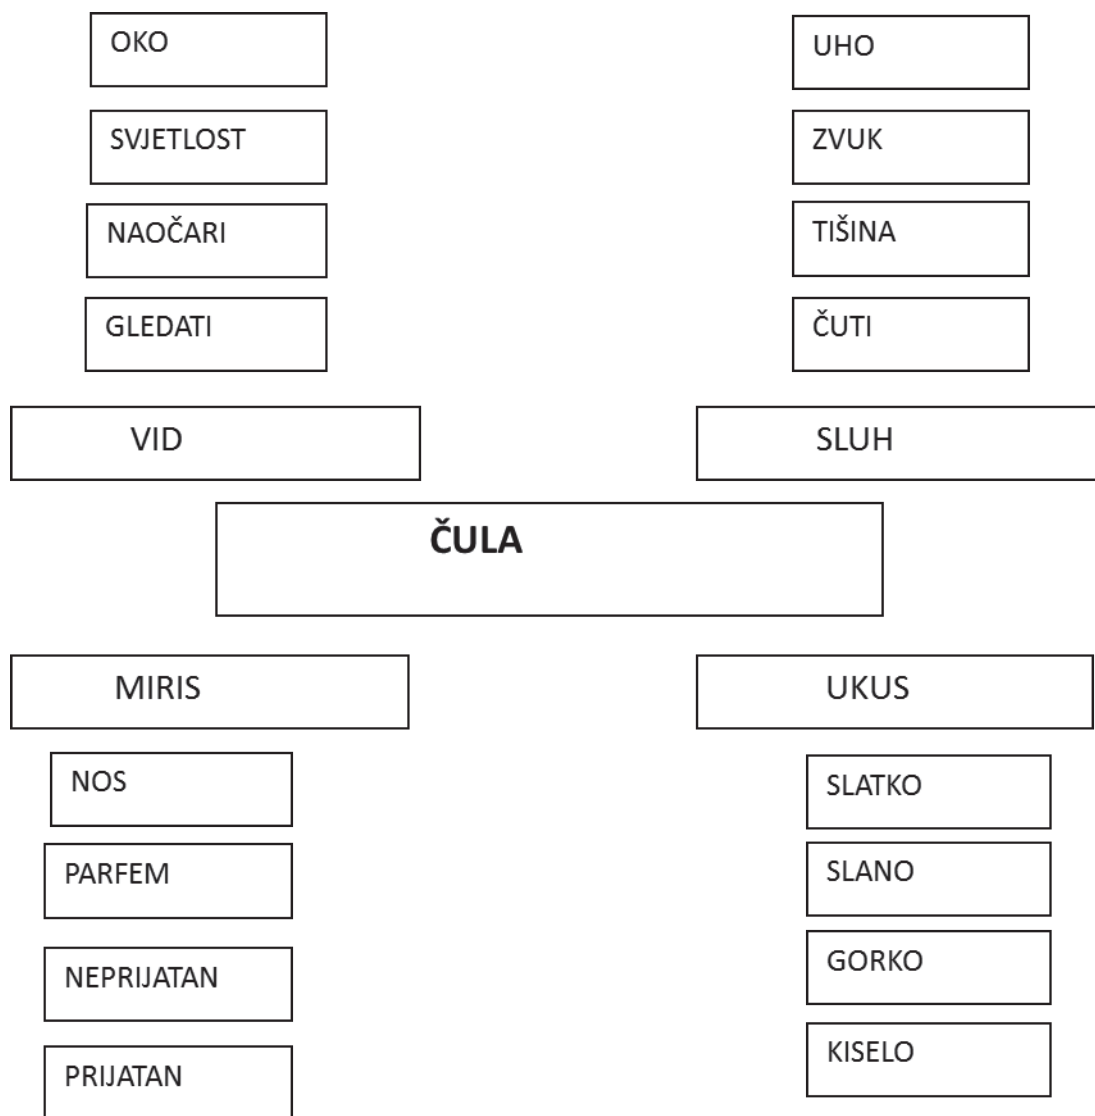 OKO
SVJETLOST
NAOČARI
GLEDATI
VID
UHO
ZVUK
TIŠINA
ČUTI
SLUH
ČULA
MIRIS
NOS
PARFEM
NEPRIJATAN
PRIJATAN
UKUS
SLATKO
SLANO
GORKO
KISELO